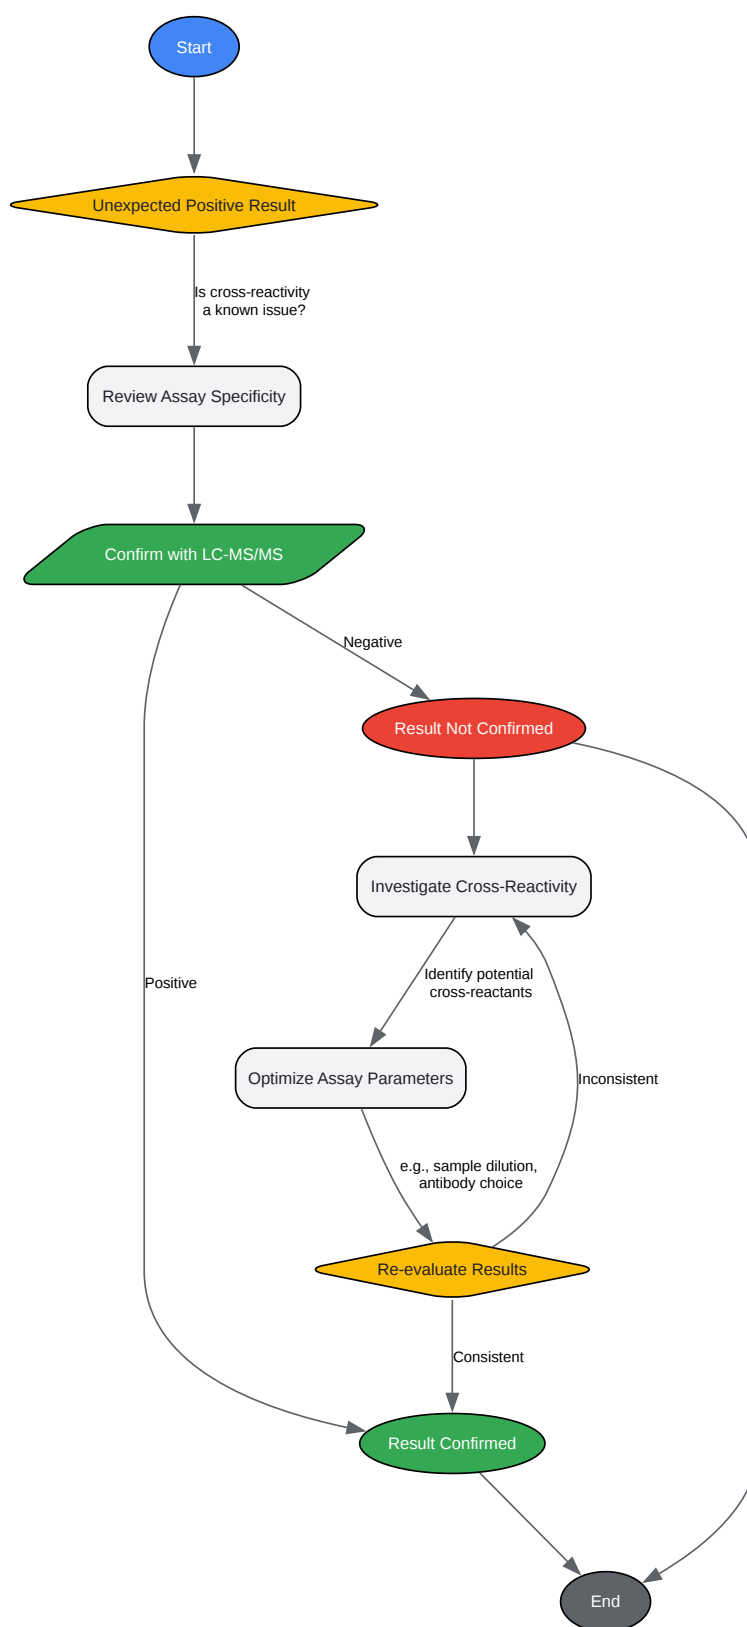 Start
Unexpected Positive Result
Is cross-reactivity
a known issue?
Review Assay Specificity
Confirm with LC-MS/MS
Negative
Result Not Confirmed
Investigate Cross-Reactivity
Identify potential
cross-reactants
Positive
Optimize Assay Parameters
Inconsistent
e.g., sample dilution,
antibody choice
Re-evaluate Results
Consistent
Result Confirmed
End